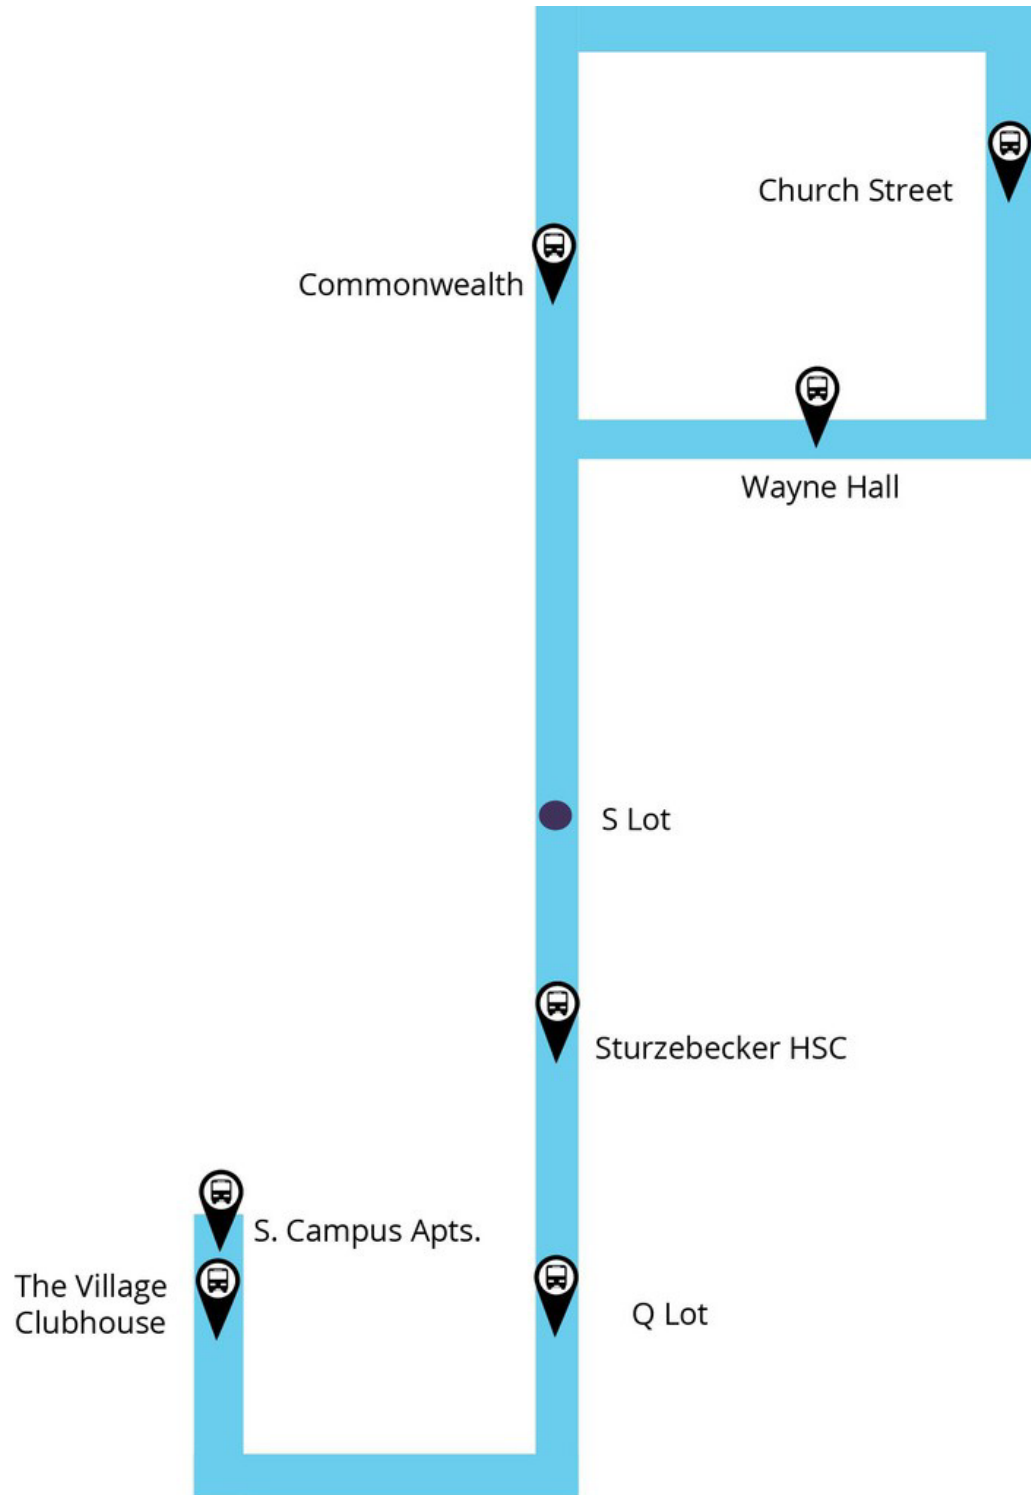 Church Street
Commonwealth
Wayne Hall
S Lot
Sturzebecker HSC
S. Campus Apts.
The Village
Clubhouse
Q Lot